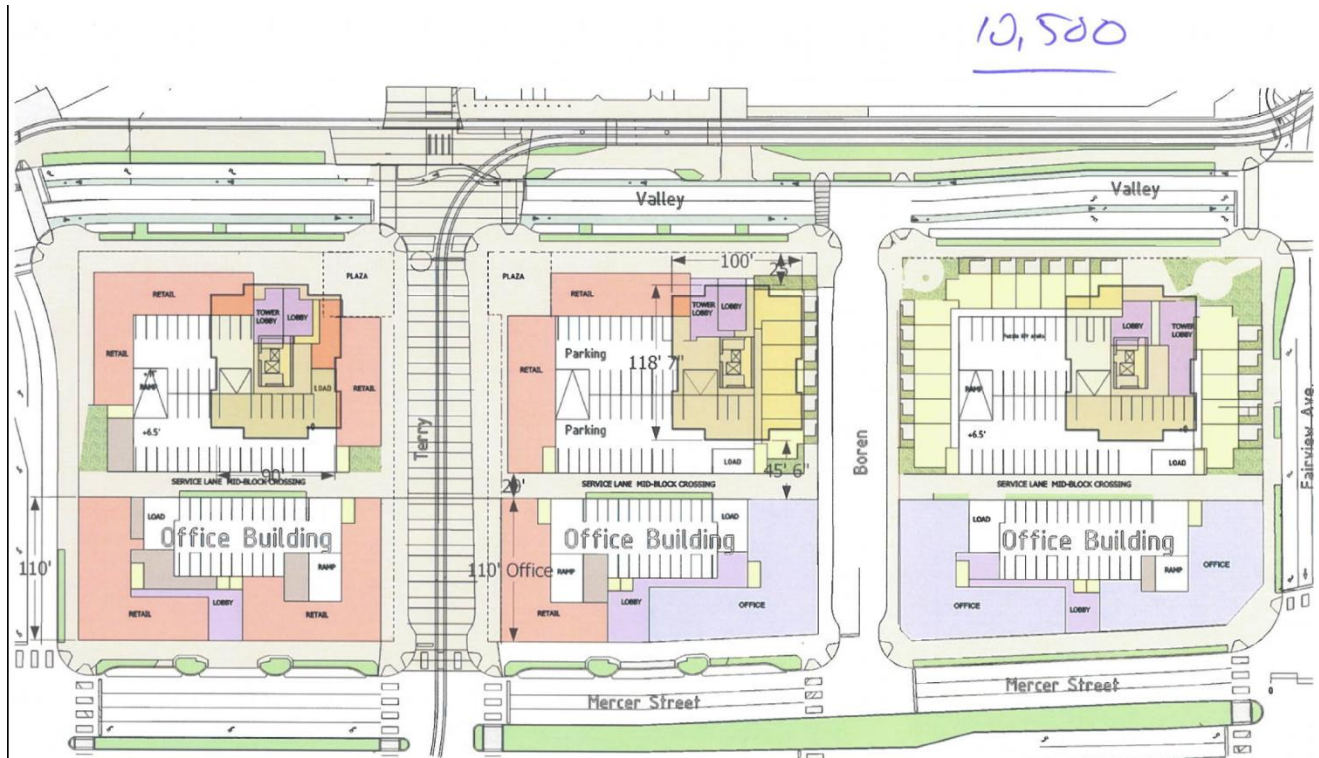 10,500
Valley
Valley
PLAZA
RETAIL
TOWER LOBBY
LOBBY
RETAIL
RAMP
LOAD
RETAIL
+6.5'
90'
SERVICE LANE MID-BLOCK CROSSING
Terry
PLAZA
100'
25'
RETAIL
TOWER LOBBY
LOBBY
RETAIL
Parking
118' 7"
Parking
LOAD
45' 6"
20'
SERVICE LANE MID-BLOCK CROSSING
Boren
LOBBY
TOWER LOBBY
RAMP
+6.5'
LOAD
SERVICE LANE MID-BLOCK CROSSING
Fairview Ave.
110'
LOAD
Office Building
RAMP
LOBBY
RETAIL
RETAIL
LOAD
Office Building
110' Office
RAMP
LOBBY
RETAIL
OFFICE
LOAD
Office Building
RAMP
OFFICE
OFFICE
LOBBY
Mercer Street
Mercer Street
0